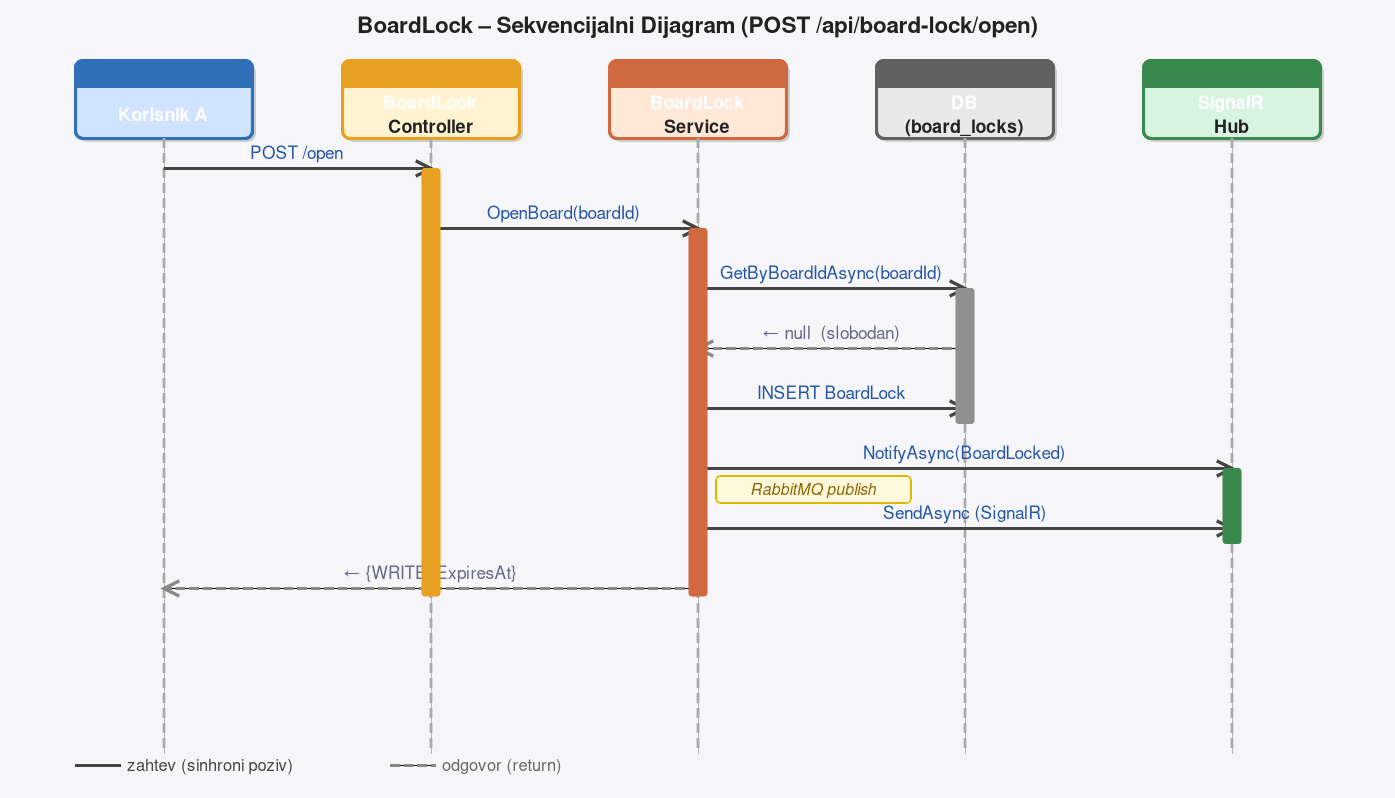 BoardLock – Sekvencijalni Dijagram (POST /api/board-lock/open)
Korisnik A
BoardLock
Controller
BoardLock
Service
DB
(board_locks)
SignalR
Hub
POST /open
OpenBoard(boardId)
GetByBoardIdAsync(boardId)
← null (slobodan)
INSERT BoardLock
NotifyAsync(BoardLocked)
RabbitMQ publish
SendAsync (SignalR)
← {WRITE ExpiresAt}
zahtev (sinhroni poziv)
odgovor (return)